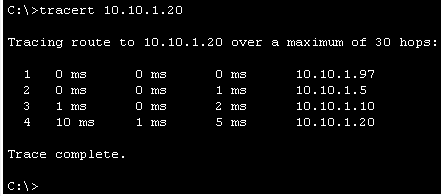 C:\>tracert 10.10.1.20
Tracing route to 10.10.1.20 over a maximum of 30 hops:
1 0 ms 0 ms 0 ms 10.10.1.97
2 0 ms 0 ms 1 ms 10.10.1.5
3 1 ms 0 ms 2 ms 10.10.1.10
4 10 ms 1 ms 5 ms 10.10.1.20
Trace complete.
C:\>